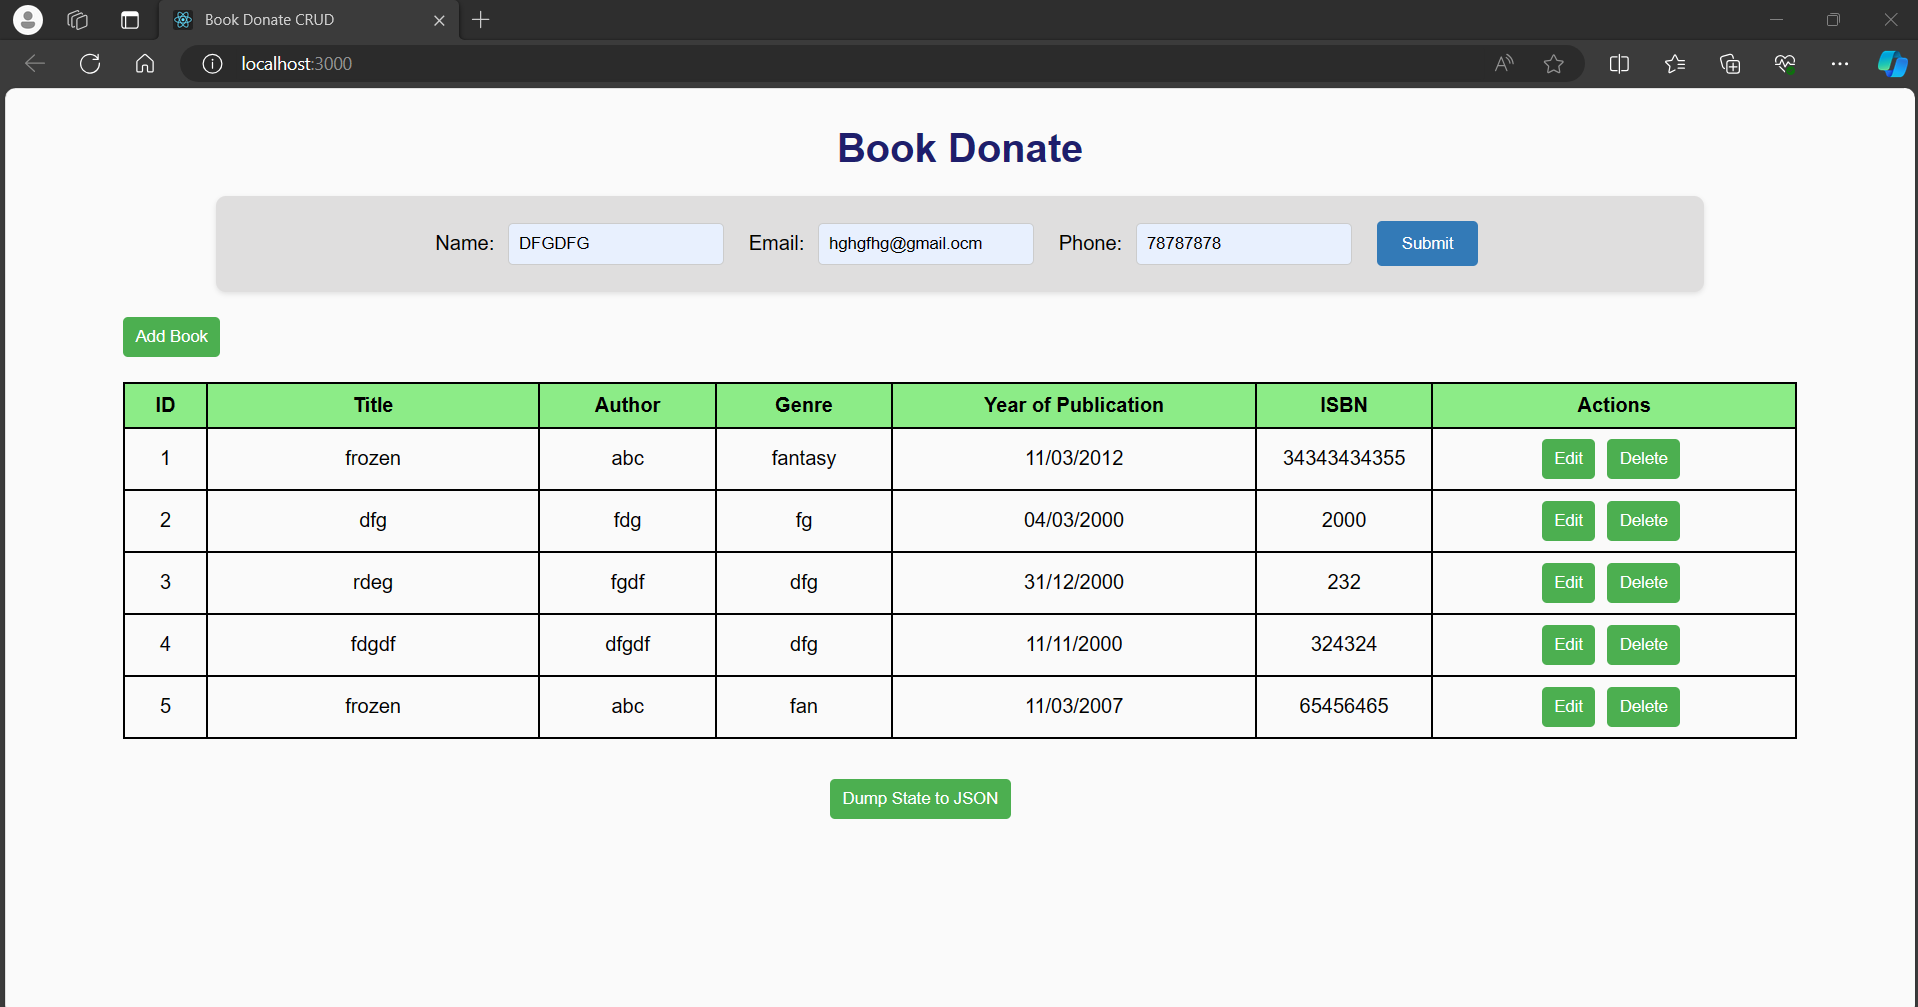 Book Donate CRUD
localhost:3000
Book Donate
Name: DFGDFG Email: hghgfhg@gmail.ocm Phone: 78787878 Submit
Add Book
ID Title Author Genre Year of Publication ISBN Actions
1 frozen abc fantasy 11/03/2012 34343434355 Edit Delete
2 dfg fdg fg 04/03/2000 2000 Edit Delete
3 rdeg fgdf dfg 31/12/2000 232 Edit Delete
4 fdgdf dfgdf dfg 11/11/2000 324324 Edit Delete
5 frozen abc fan 11/03/2007 65456465 Edit Delete
Dump State to JSON